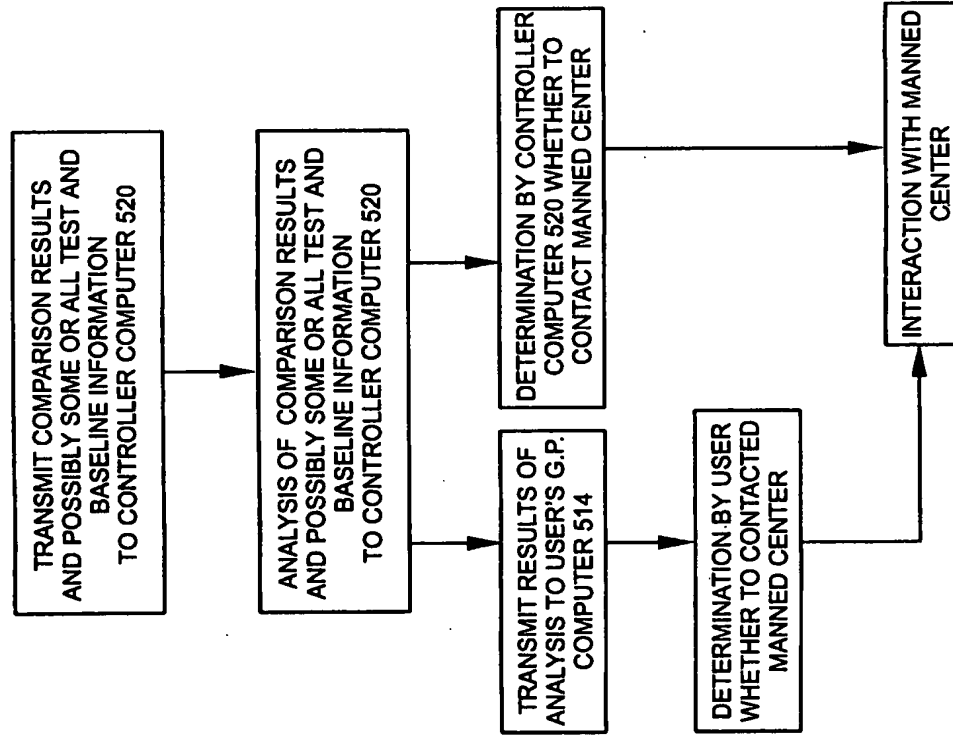 TRANSMIT COMPARISON RESULTS
AND POSSIBLY SOME OR ALL TEST AND
BASELINE INFORMATION
TO CONTROLLER COMPUTER 520
ANALYSIS OF COMPARISON RESULTS
AND POSSIBLY SOME OR ALL TEST AND
BASELINE INFORMATION
TO CONTROLLER COMPUTER 520
TRANSMIT RESULTS OF
ANALYSIS TO USER'S G.P.
COMPUTER 514
DETERMINATION BY CONTROLLER
COMPUTER 520 WHETHER TO
CONTACT MANNED CENTER
DETERMINATION BY USER
WHETHER TO CONTACTED
MANNED CENTER
INTERACTION WITH MANNED
CENTER